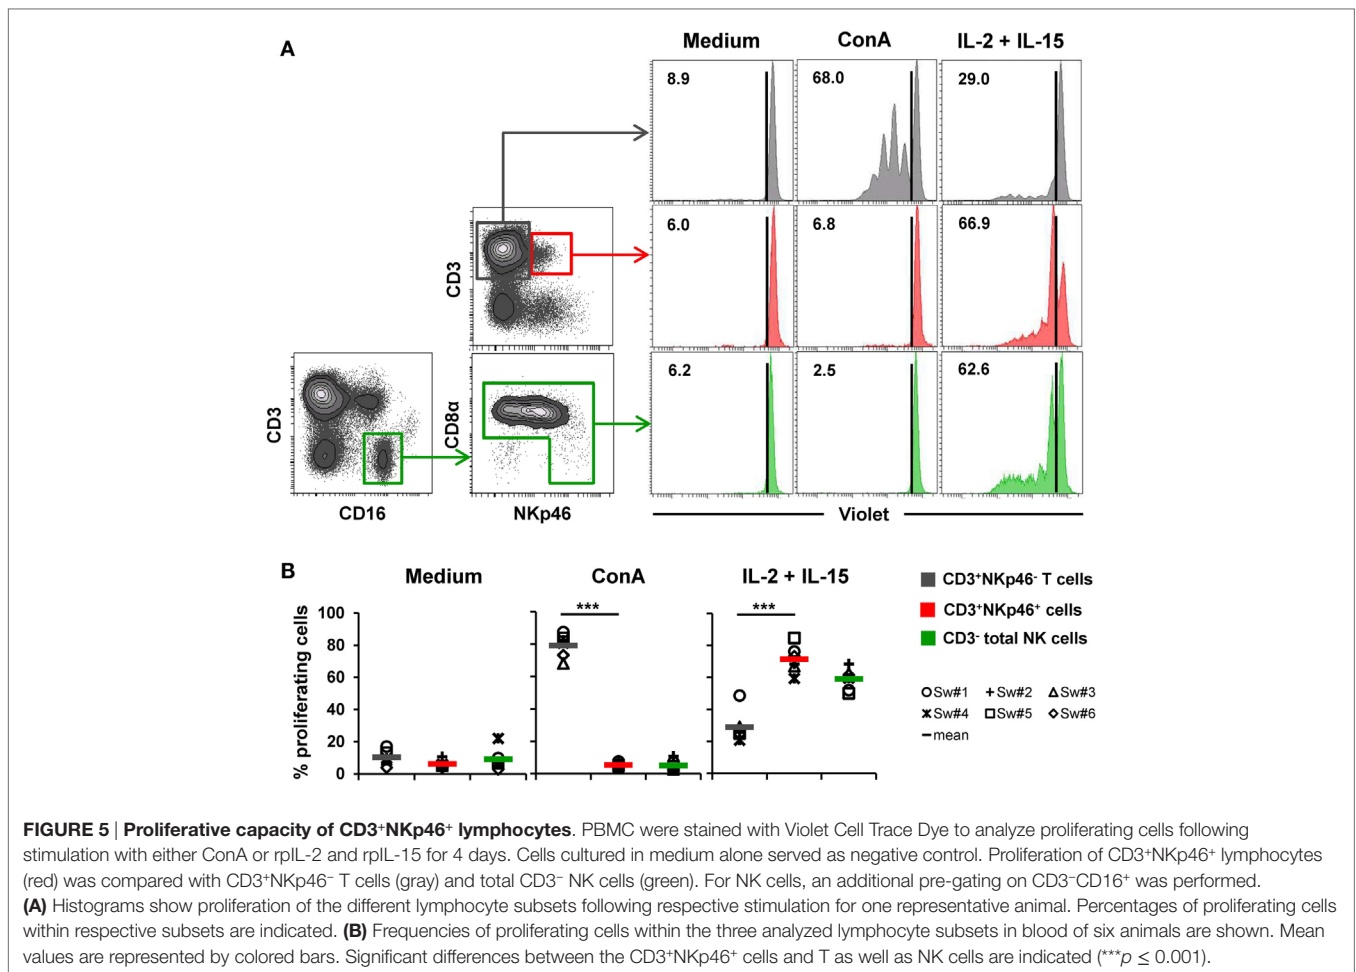 A
Medium
ConA
IL-2 + IL-15
8.9
68.0
29.0
CD3
6.0
6.8
66.9
CD3
CD8α
6.2
2.5
62.6
CD16
NKp46
Violet
B
Medium
ConA
IL-2 + IL-15
% proliferating cells
100
80
60
40
20
0
***
***
CD3⁺NKp46⁻ T cells
CD3⁺NKp46⁺ cells
CD3⁻ total NK cells
Sw#1 Sw#2 Sw#3
Sw#4 Sw#5 Sw#6
mean
FIGURE 5 | Proliferative capacity of CD3⁺NKp46⁺ lymphocytes. PBMC were stained with Violet Cell Trace Dye to analyze proliferating cells following
stimulation with either ConA or rpIL-2 and rpIL-15 for 4 days. Cells cultured in medium alone served as negative control. Proliferation of CD3⁺NKp46⁺ lymphocytes
(red) was compared with CD3⁺NKp46⁻ T cells (gray) and total CD3⁻ NK cells (green). For NK cells, an additional pre-gating on CD3⁻CD16⁺ was performed.
(A) Histograms show proliferation of the different lymphocyte subsets following respective stimulation for one representative animal. Percentages of proliferating cells
within respective subsets are indicated. (B) Frequencies of proliferating cells within the three analyzed lymphocyte subsets in blood of six animals are shown. Mean
values are represented by colored bars. Significant differences between the CD3⁺NKp46⁺ cells and T as well as NK cells are indicated (***p ≤ 0.001).